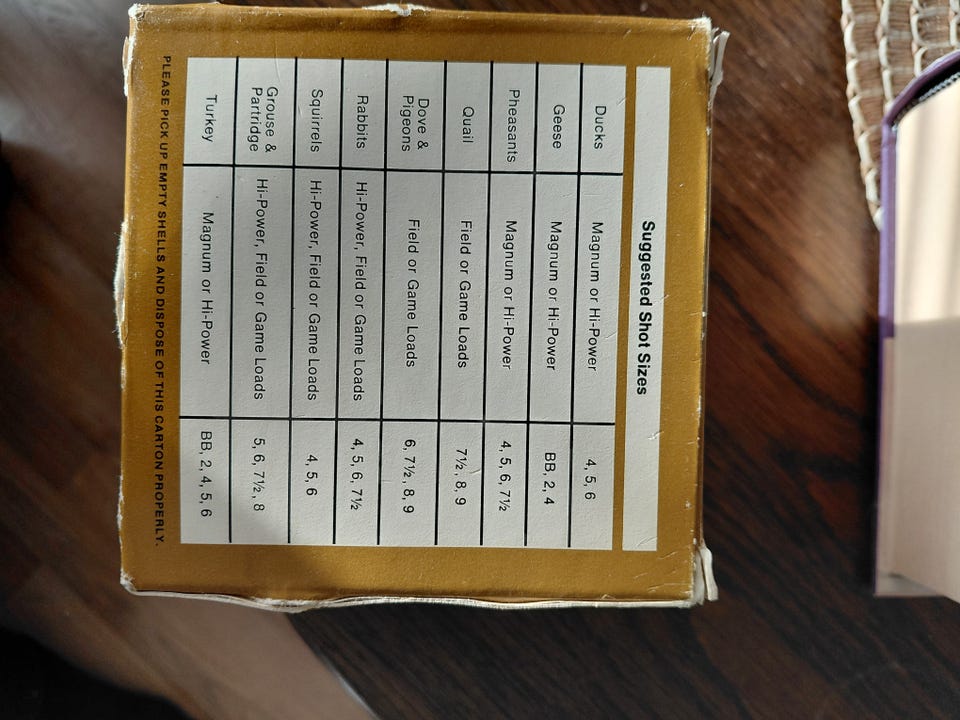 Suggested Shot Sizes
Ducks Magnum or Hi-Power 4, 5, 6
Geese Magnum or Hi-Power BB, 2, 4
Pheasants Magnum or Hi-Power 4, 5, 6, 7½
Quail Field or Game Loads 7½, 8, 9
Dove &
Pigeons Field or Game Loads 6, 7½, 8, 9
Rabbits Hi-Power, Field or Game Loads 4, 5, 6, 7½
Squirrels Hi-Power, Field or Game Loads 4, 5, 6
Grouse &
Partridge Hi-Power, Field or Game Loads 5, 6, 7½, 8
Turkey Magnum or Hi-Power BB, 2, 4, 5, 6
PLEASE PICK UP EMPTY SHELLS AND DISPOSE OF THIS CARTON PROPERLY.